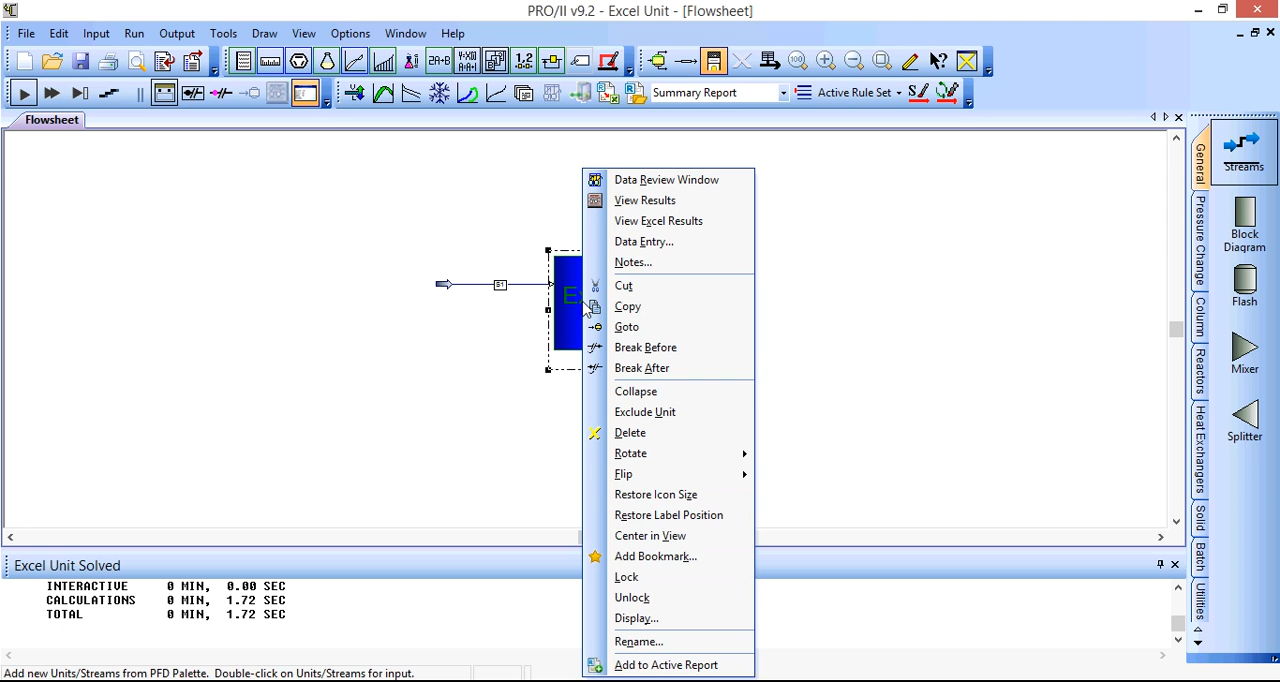 PRO/II v9.2 - Excel Unit - [Flowsheet]
File Edit Input Run Output Tools Draw View Options Window Help
Summary Report
Active Rule Set
Flowsheet
Data Review Window
View Results
View Excel Results
Data Entry...
Notes...
Cut
Copy
Goto
Break Before
Break After
Collapse
Exclude Unit
Delete
Rotate
Flip
Restore Icon Size
Restore Label Position
Center in View
Add Bookmark...
Lock
Unlock
Display...
Rename...
Add to Active Report
S1
General
Pressure Change
Column
Reactors
Heat Exchangers
Solid
Batch
Utilities
Streams
Block
Diagram
Flash
Mixer
Splitter
Excel Unit Solved
INTERACTIVE 0 MIN, 0.00 SEC
CALCULATIONS 0 MIN, 1.72 SEC
TOTAL 0 MIN, 1.72 SEC
Add new Units/Streams from PFD Palette. Double-click on Units/Streams for input.